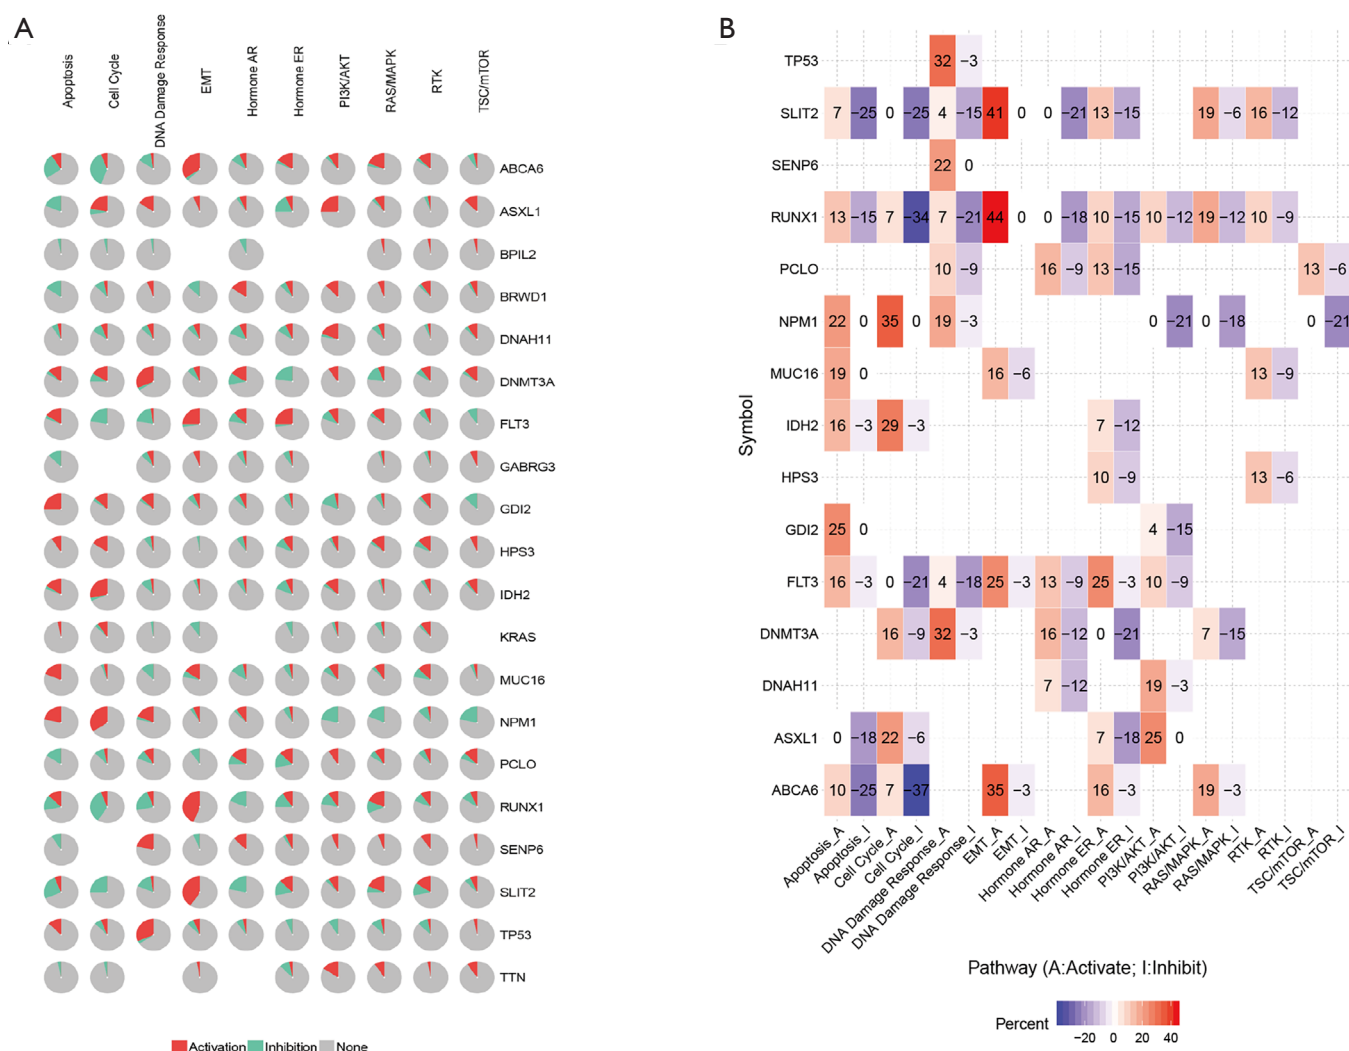 A
Apoptosis
Cell Cycle
DNA Damage Response
EMT
Hormone AR
Hormone ER
PI3K/AKT
RAS/MAPK
RTK
TSC/mTOR
ABCA6
ASXL1
BPIL2
BRWD1
DNAH11
DNMT3A
FLT3
GABRG3
GDI2
HPS3
IDH2
KRAS
MUC16
NPM1
PCLO
RUNX1
SENP6
SLIT2
TP53
TTN
Activation Inhibition None
B
Symbol
TP53 32 −3
SLIT2 7 −25 0 −25 4 −15 41 0 0 −21 13 −15 19 −6 16 −12
SENP6 22 0
RUNX1 13 −15 7 −34 7 −21 44 0 0 −18 10 −15 10 −12 19 −12 10 −9
PCLO 10 −9 16 −9 13 −15 13 −6
NPM1 22 0 35 0 19 −3 0 −21 0 −18 0 −21
MUC16 19 0 16 −6 13 −9
IDH2 16 −3 29 −3 7 −12
HPS3 10 −9 13 −6
GDI2 25 0 4 −15
FLT3 16 −3 0 −21 4 −18 25 −3 13 −9 25 −3 10 −9
DNMT3A 16 −9 32 −3 16 −12 0 −21 7 −15
DNAH11 7 −12 19 −3
ASXL1 0 −18 22 −6 7 −18 25 0
ABCA6 10 −25 7 −37 35 −3 16 −3 19 −3
Apoptosis_A
Apoptosis_I
Cell Cycle_A
Cell Cycle_I
DNA Damage Response_A
DNA Damage Response_I
EMT_A
EMT_I
Hormone AR_A
Hormone AR_I
Hormone ER_A
Hormone ER_I
PI3K/AKT_A
PI3K/AKT_I
RAS/MAPK_A
RAS/MAPK_I
RTK_A
RTK_I
TSC/mTOR_A
TSC/mTOR_I
Pathway (A:Activate; I:Inhibit)
Percent
−20 0 20 40